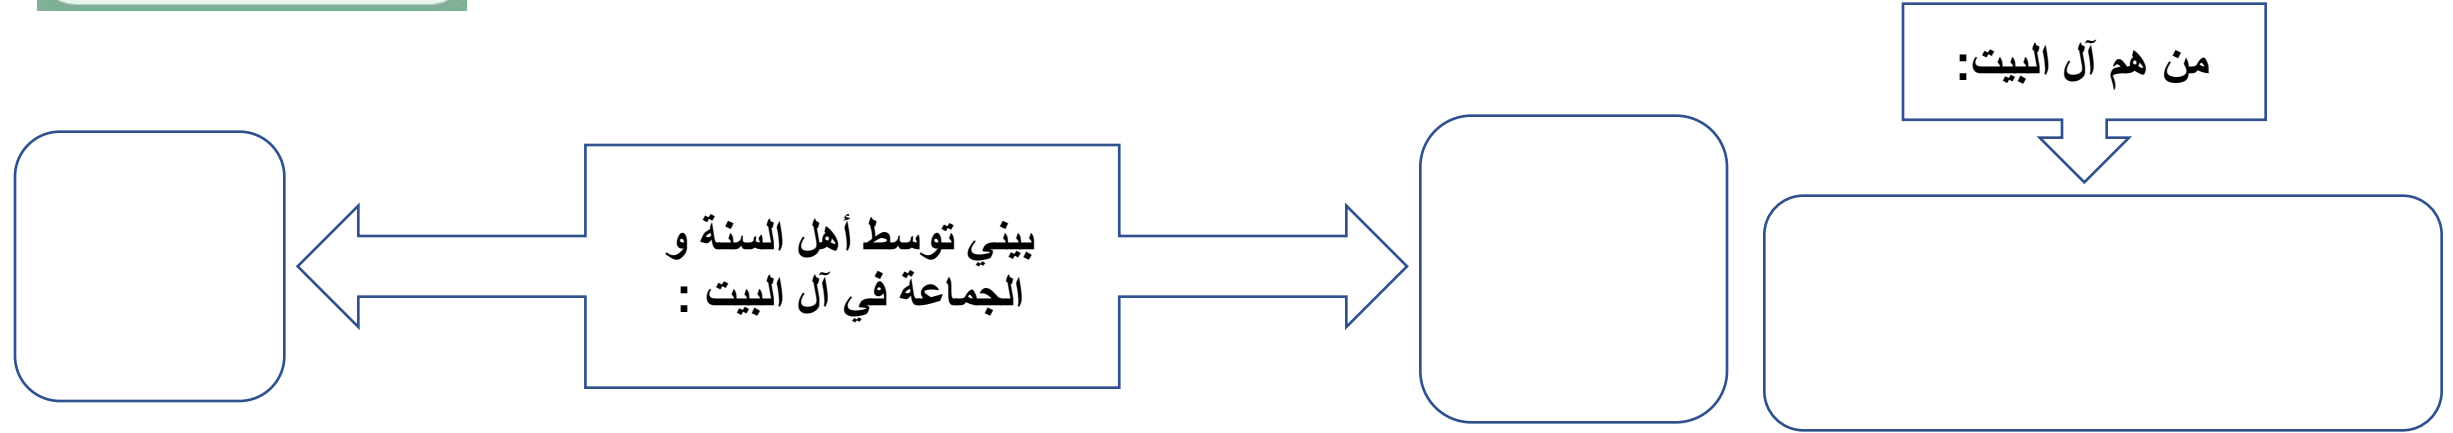 من هم آل البيت:
بيني توسط أهل السنة و
الجماعة في آل البيت :